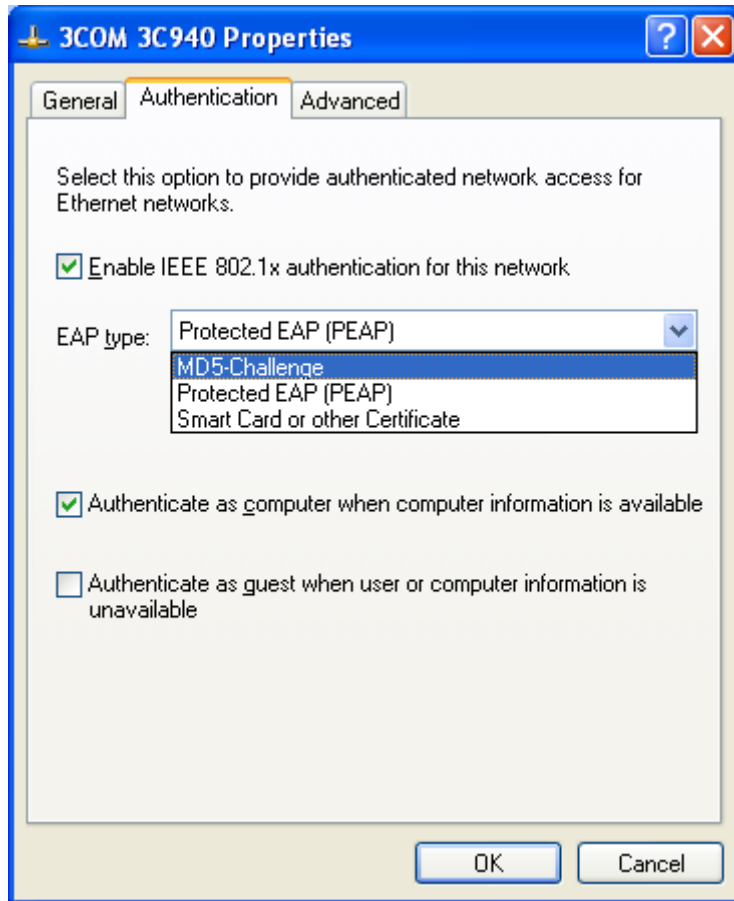 3COM 3C940 Properties
General Authentication Advanced
Select this option to provide authenticated network access for
Ethernet networks.
Enable IEEE 802.1x authentication for this network
EAP type: Protected EAP (PEAP)
MD5-Challenge
Protected EAP (PEAP)
Smart Card or other Certificate
Authenticate as computer when computer information is available
Authenticate as guest when user or computer information is
unavailable
OK Cancel